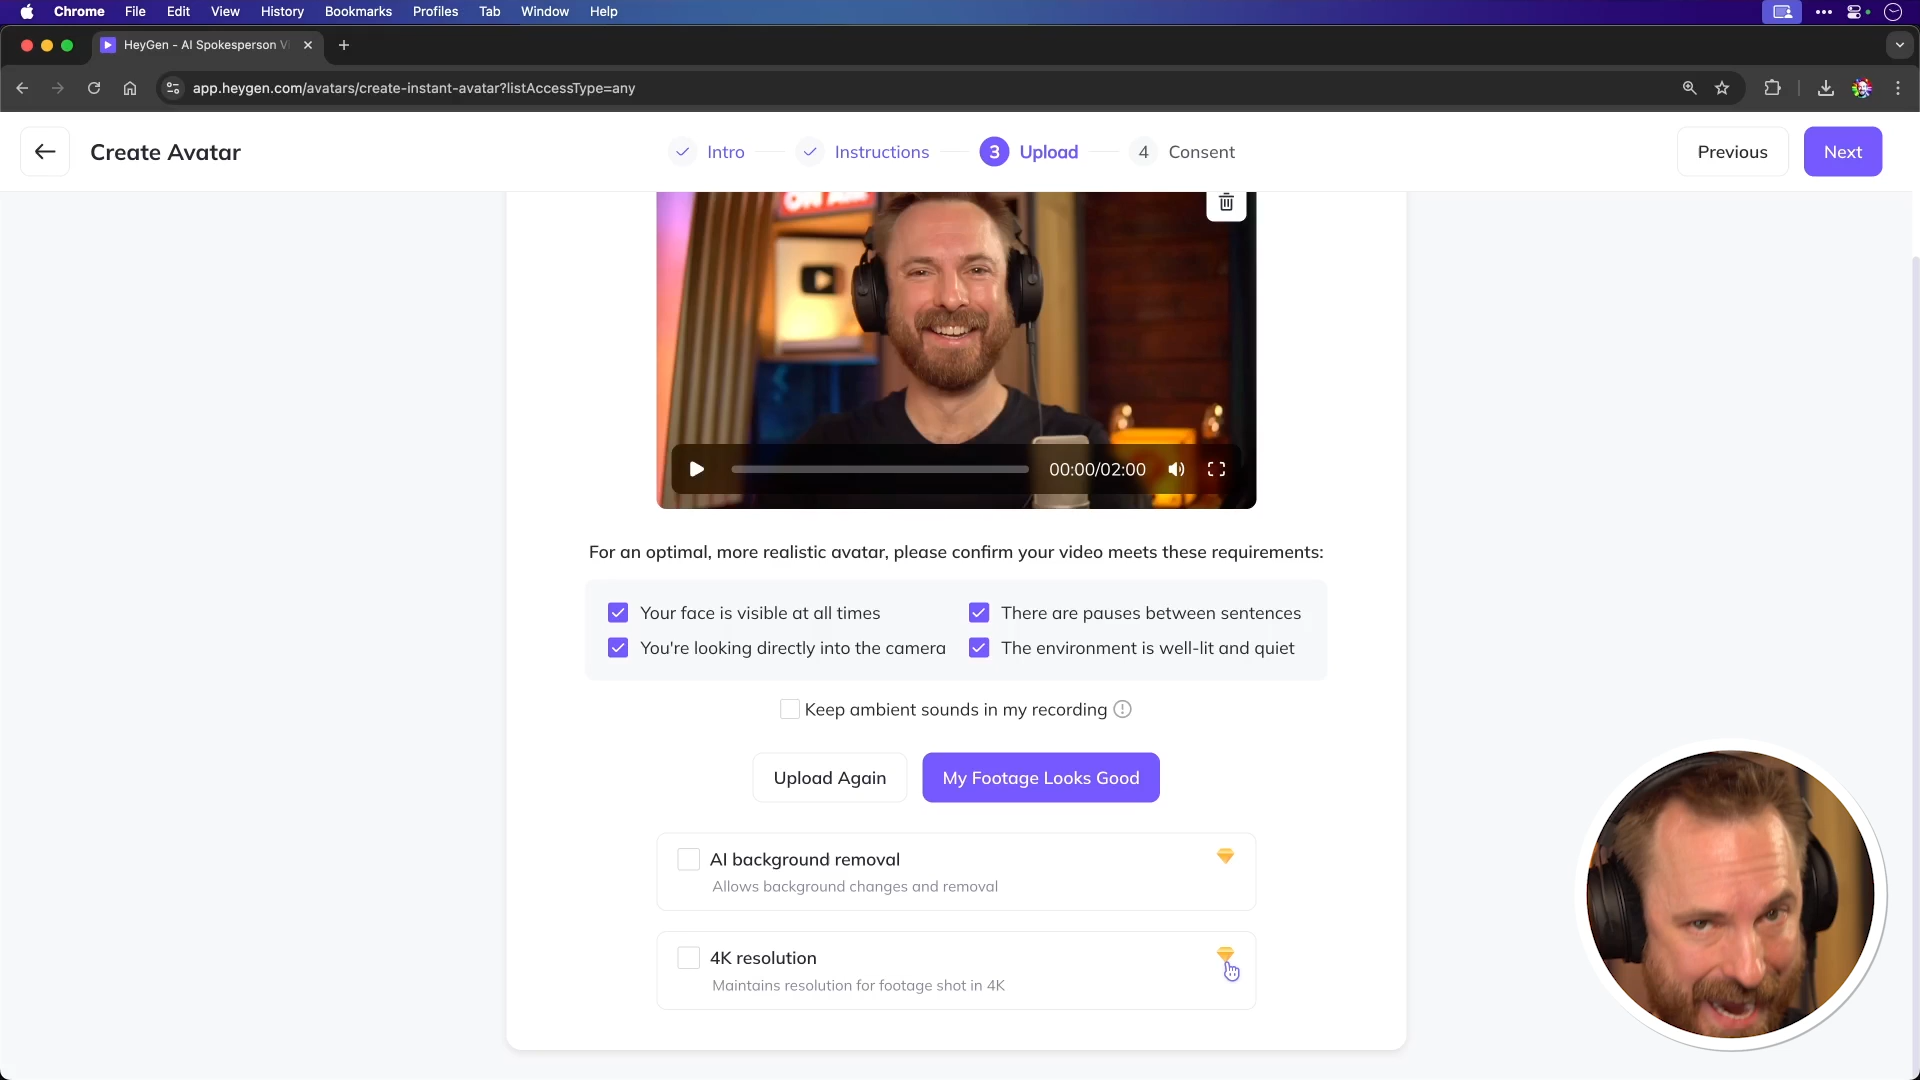 Chrome File Edit View History Bookmarks Profiles Tab Window Help
HeyGen - AI Spokesperson Vi
app.heygen.com/avatars/create-instant-avatar?listAccessType=any
Create Avatar
Intro
Instructions
3 Upload
4 Consent
Previous
Next
00:00/02:00
For an optimal, more realistic avatar, please confirm your video meets these requirements:
Your face is visible at all times
There are pauses between sentences
You're looking directly into the camera
The environment is well-lit and quiet
Keep ambient sounds in my recording
Upload Again
My Footage Looks Good
AI background removal
Allows background changes and removal
4K resolution
Maintains resolution for footage shot in 4K